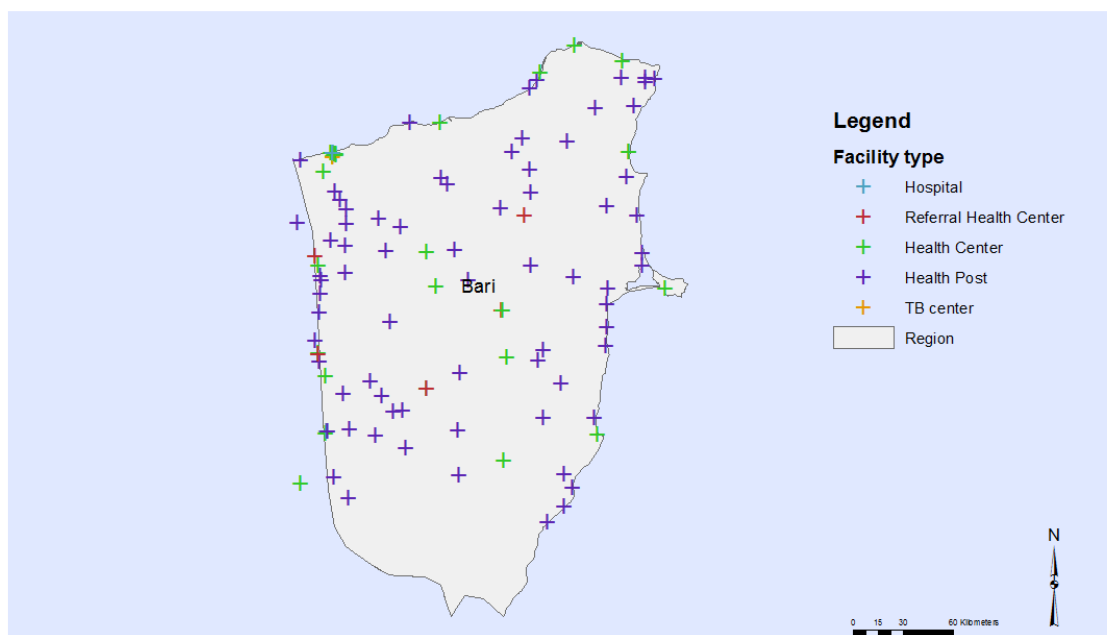 Legend
Facility type
Hospital
Referral Health Center
Health Center
Health Post
TB center
Region
Bari
N
0 15 30 60 Kilometers